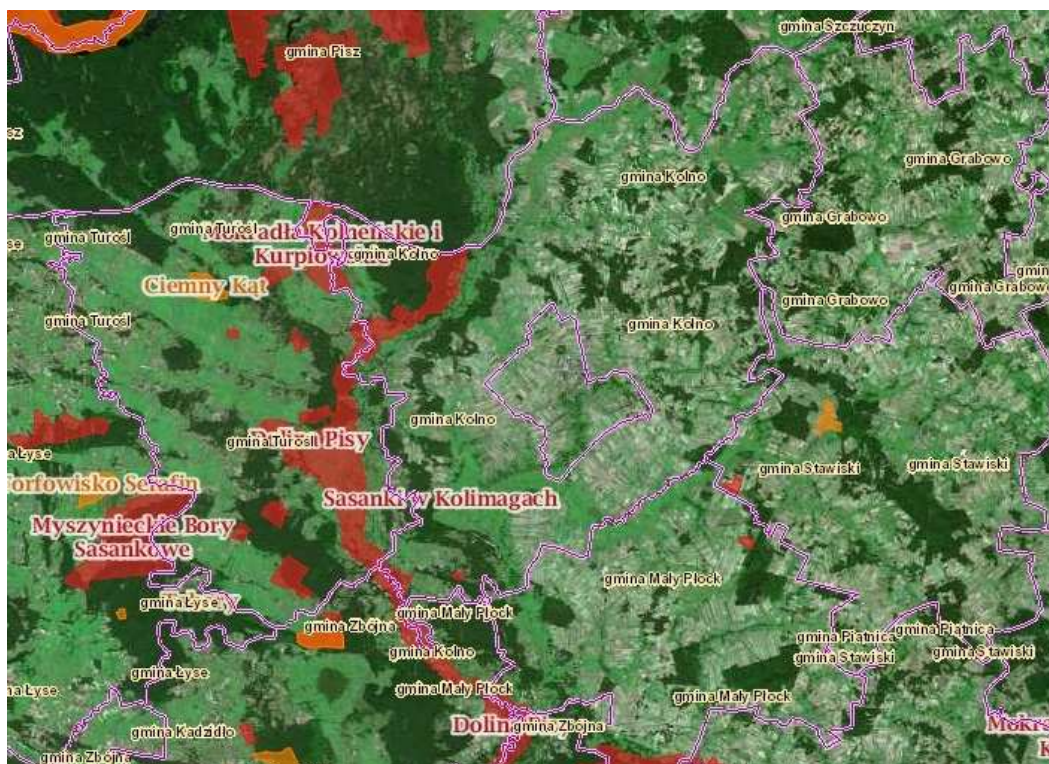 gmina Szczuczyn
gmina Pisz
gmina Grabowo
gmina Kolno
gmina Grabowo
gmina Turośl
gmina Turośl
Kolneńskie i
gmina Kolno
gmina
Ciemny Kąt
gmina Grabowo
gmina Grabowo
gmina Turośl
gmina Kolno
gmina Kolno
Pisy
Łyse
gmina Stawiski
gmina Stawiski
Torfowisko Serafin
Sasanki w Kolimagach
Myszynieckie Bory
Sasankowe
gmina Mały Płock
gmina Łyse
gmina Mały Płock
gmina Zbójna
gmina Piątnica
gmina Piątnica
gmina Kolno
gmina Stawiski
gmina Stawiski
gmina Łyse
gmina Mały Płock
gmina Mały Płock
Łyse
gmina Zbójna
gmina Kadzidło
gmina Zbójna